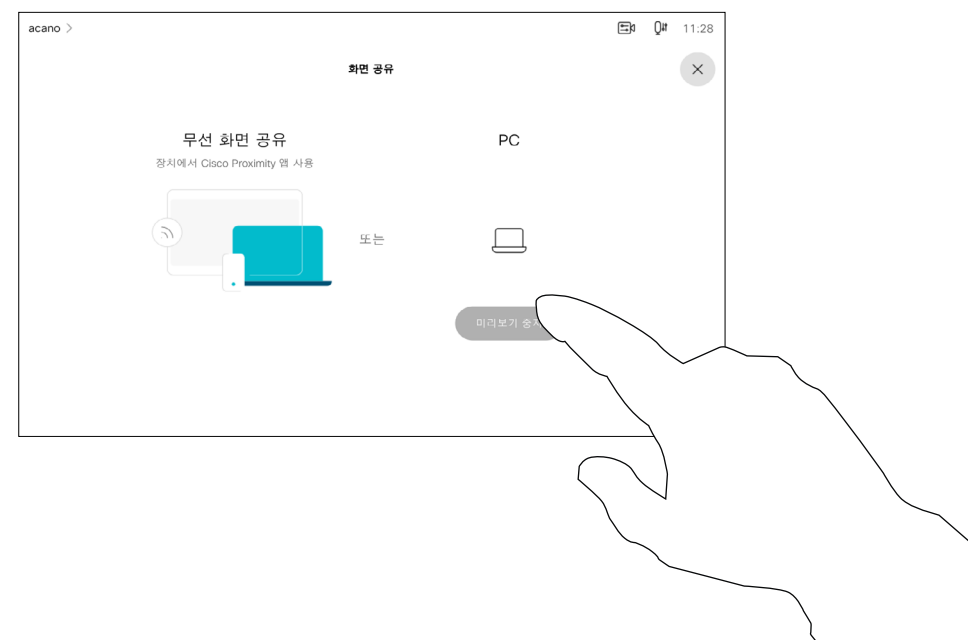 acano >
11:28
화면 공유
무선 화면 공유
장치에서 Cisco Proximity 앱 사용
또는
PC
미리보기